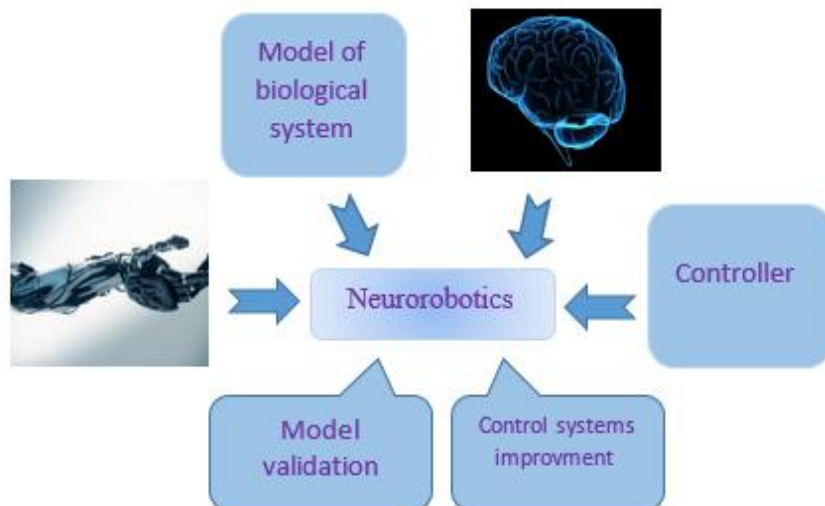 Model of
biological
system
Neurorobotics
Controller
Model
validation
Control systems
improvment